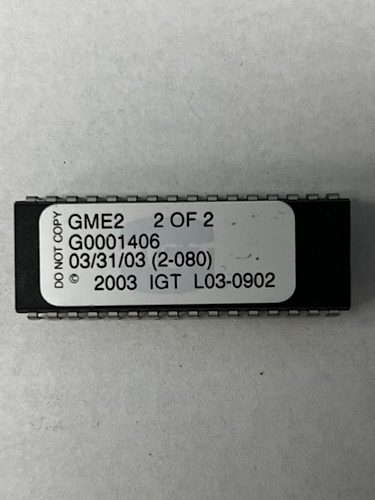 DO NOT COPY
GME2 2 OF 2
G0001406
03/31/03 (2-080)
© 2003 IGT L03-0902